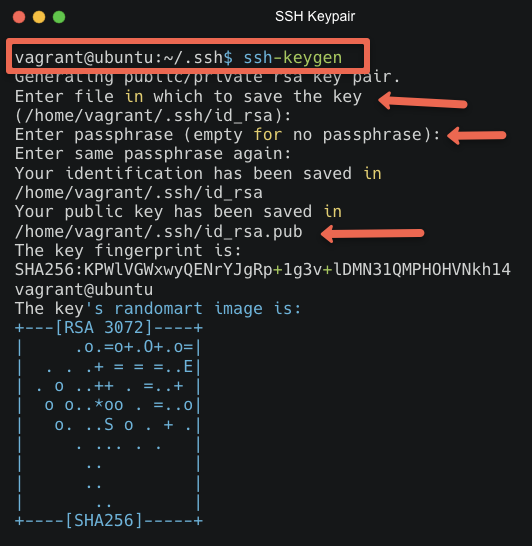 SSH Keypair
vagrant@ubuntu:~/.ssh$ ssh-keygen
Generating public/private rsa key pair.
Enter file in which to save the key
(/home/vagrant/.ssh/id_rsa):
Enter passphrase (empty for no passphrase):
Enter same passphrase again:
Your identification has been saved in
/home/vagrant/.ssh/id_rsa
Your public key has been saved in
/home/vagrant/.ssh/id_rsa.pub
The key fingerprint is:
SHA256:KPWlVGWxwyQENrYJgRp+1g3v+lDMN31QMPHOHVNkh14
vagrant@ubuntu
The key's randomart image is:
+---[RSA 3072]----+
|      .o.=o+.O+.o=|
|  . . .+ = = =..E|
| . o ..++ . =..+ |
|  o o..*oo . =..o|
|   o. ..S o . + .|
|     . ... . .   |
|      ..         |
|      ..         |
|       ..        |
+----[SHA256]-----+